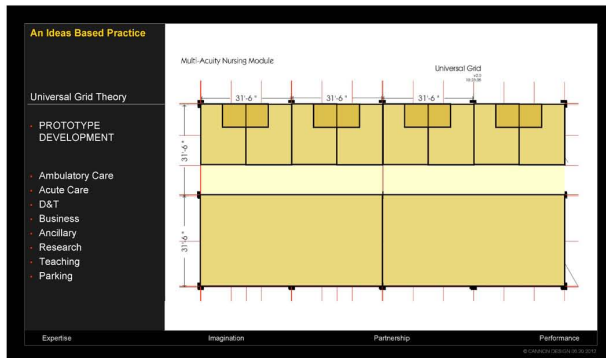 An Ideas Based Practice
Universal Grid Theory
PROTOTYPE
DEVELOPMENT
Ambulatory Care
Acute Care
D&T
Business
Ancillary
Research
Teaching
Parking
Multi-Acuity Nursing Module
Universal Grid
31'-6 "
31'-6 "
31'-6 "
31'-6 "
31'-6 "
Expertise
Imagination
Partnership
Performance